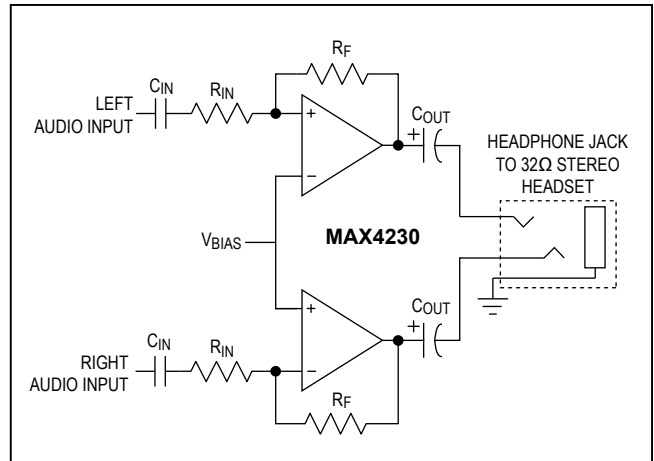 RF
CIN
RIN
LEFT
AUDIO INPUT
+
−
COUT
+
HEADPHONE JACK
TO 32Ω STEREO
HEADSET
VBIAS
MAX4230
+
−
COUT
+
CIN
RIN
RIGHT
AUDIO INPUT
RF